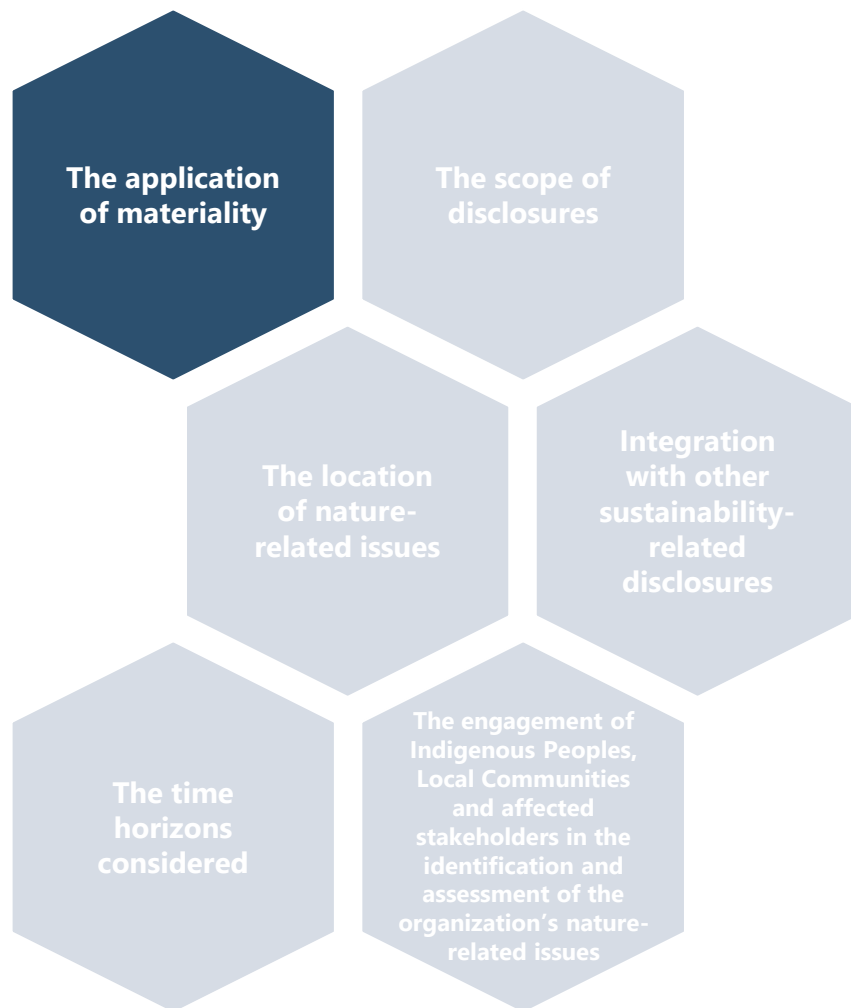 The application
of materiality
The scope of
disclosures
The location
of nature-
related issues
Integration
with other
sustainability-
related
disclosures
The time
horizons
considered
The engagement of
Indigenous Peoples,
Local Communities
and affected
stakeholders in the
identification and
assessment of the
organization’s nature-
related issues